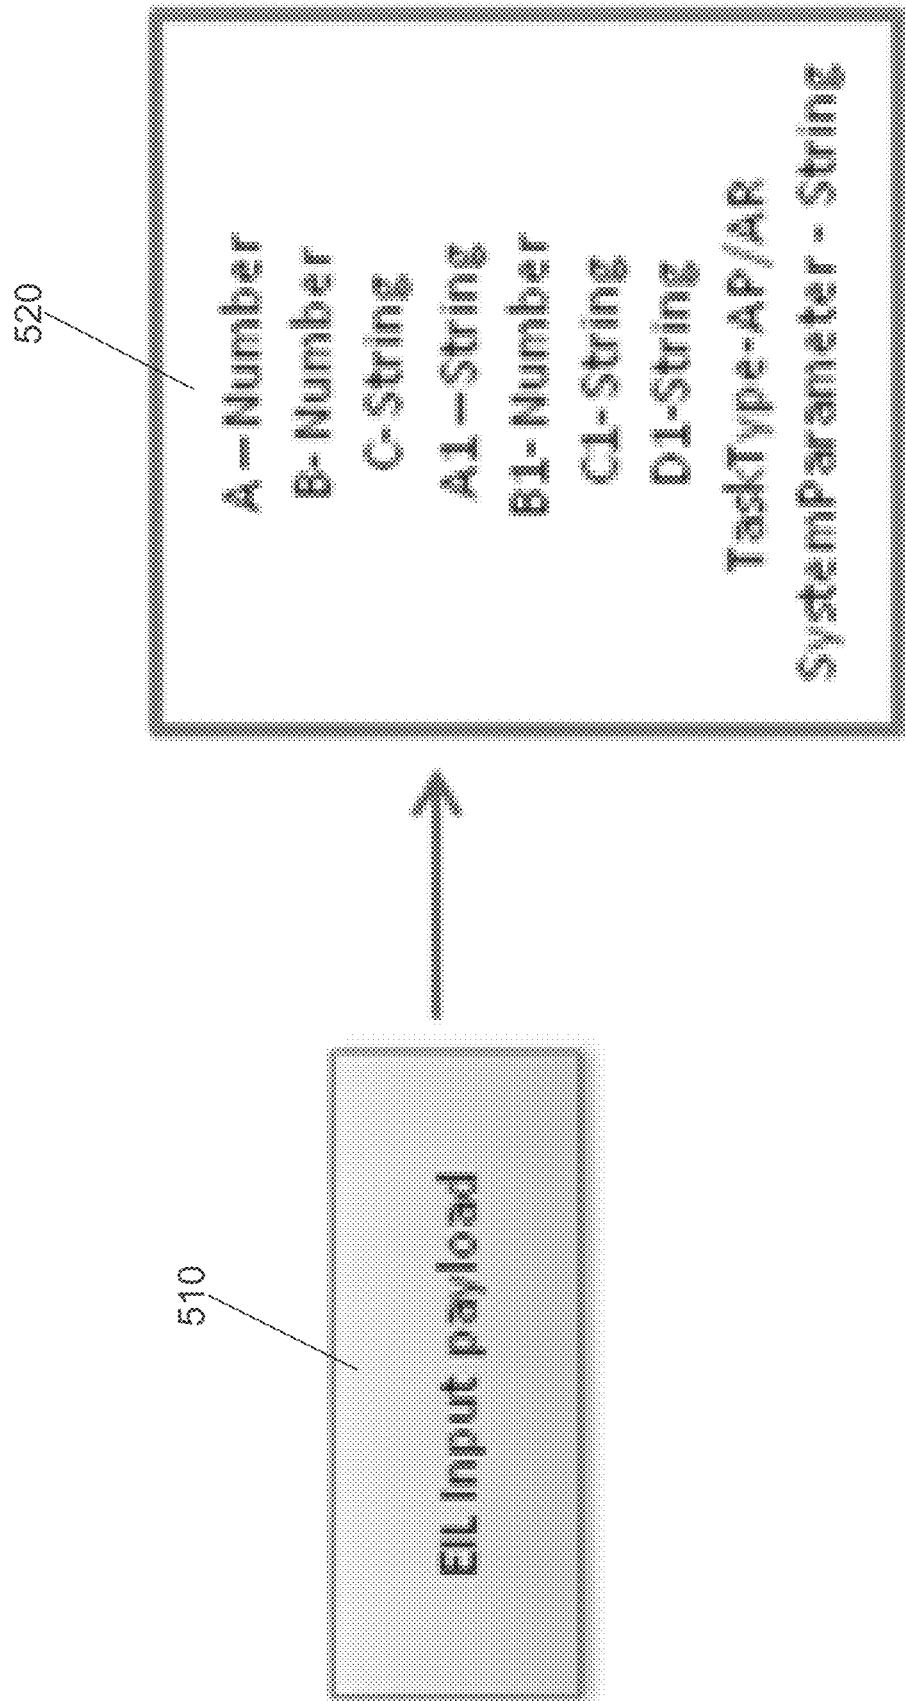 510
EIL Input payload
520
A – Number
B- Number
C-String
A1 – String
B1- Number
C1-String
D1-String
TaskType-AP/AR
SystemParameter - String